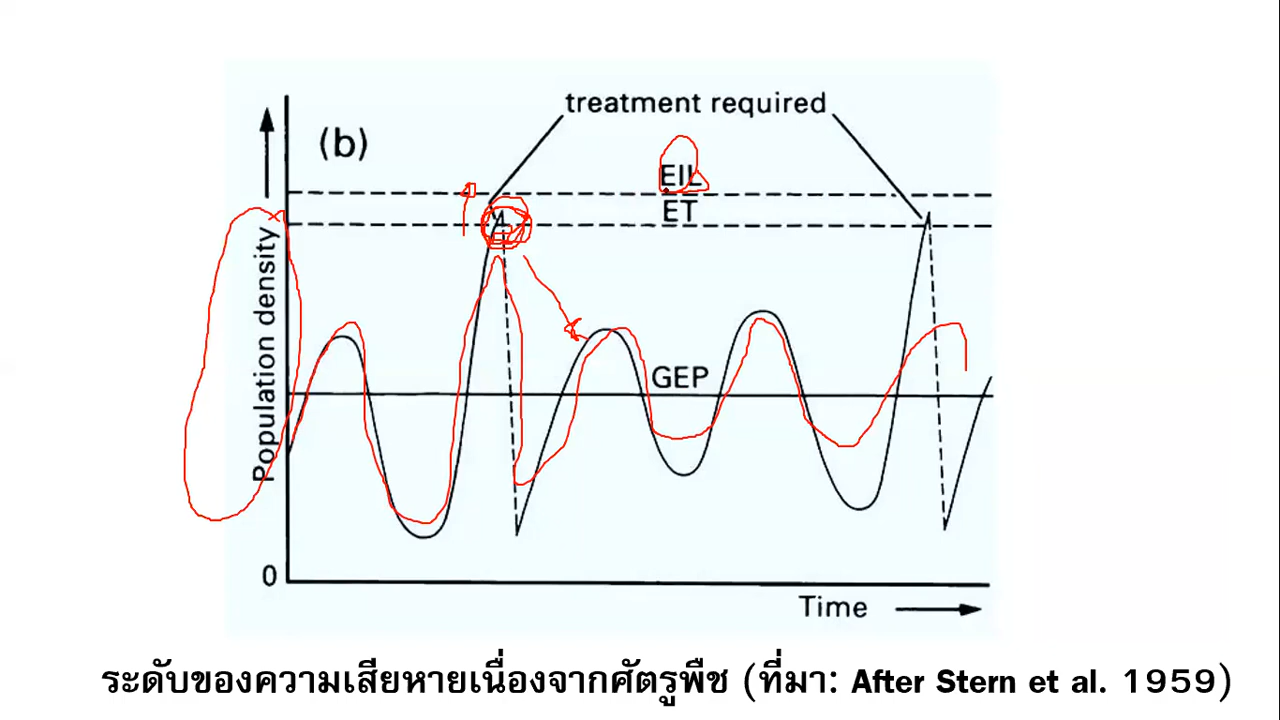 treatment required
(b)
EIL
ET
Population density
GEP
0
Time
ระดับของความเสียหายเนื่องจากศัตรูพืช (ที่มา: After Stern et al. 1959)